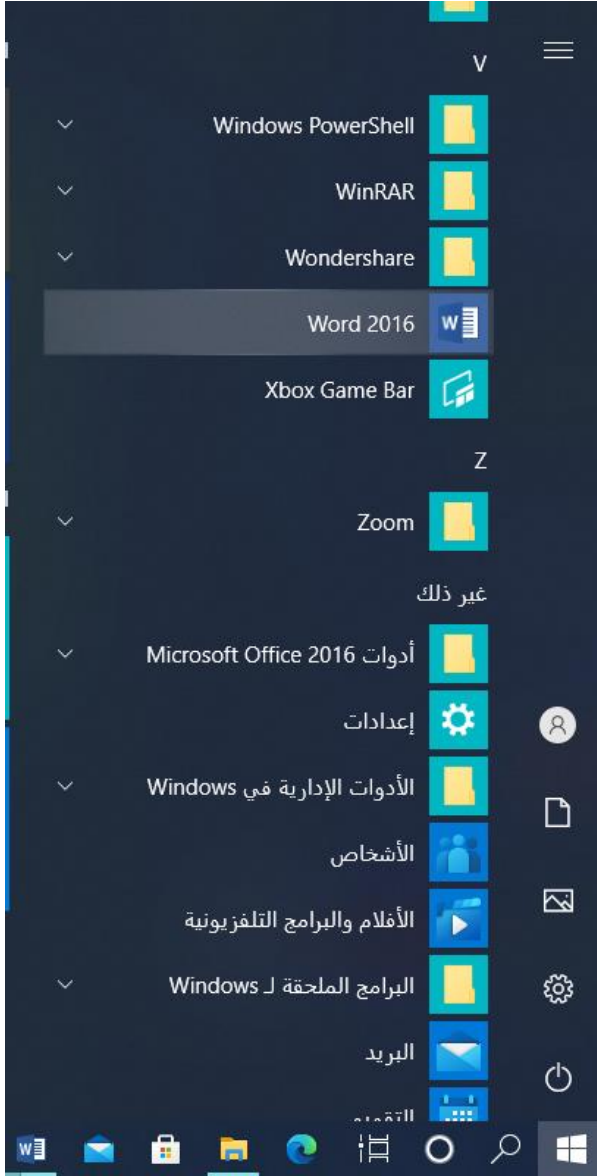 V
Windows PowerShell
WinRAR
Wondershare
Word 2016
Xbox Game Bar
Z
Zoom
غير ذلك
أدوات Microsoft Office 2016
إعدادات
الأدوات الإدارية في Windows
الأشخاص
الأفلام والبرامج التلفزيونية
البرامج الملحقة لـ Windows
البريد